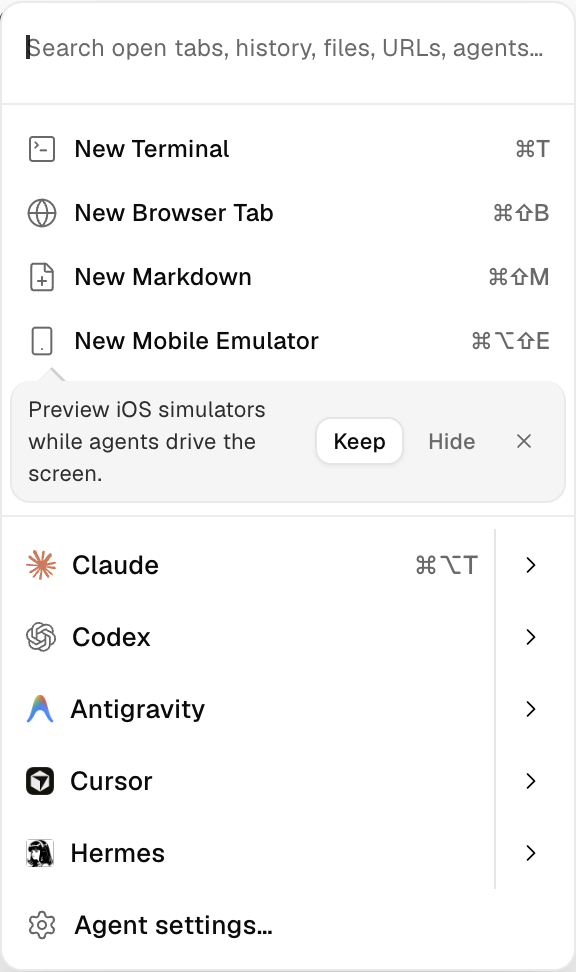 Search open tabs, history, files, URLs, agents...
New Terminal ⌘T
New Browser Tab ⌘⇧B
New Markdown ⌘⇧M
New Mobile Emulator ⌘⌥⇧E
Preview iOS simulators
while agents drive the
screen.
Keep Hide
Claude ⌘⌥T
Codex
Antigravity
Cursor
Hermes
Agent settings...